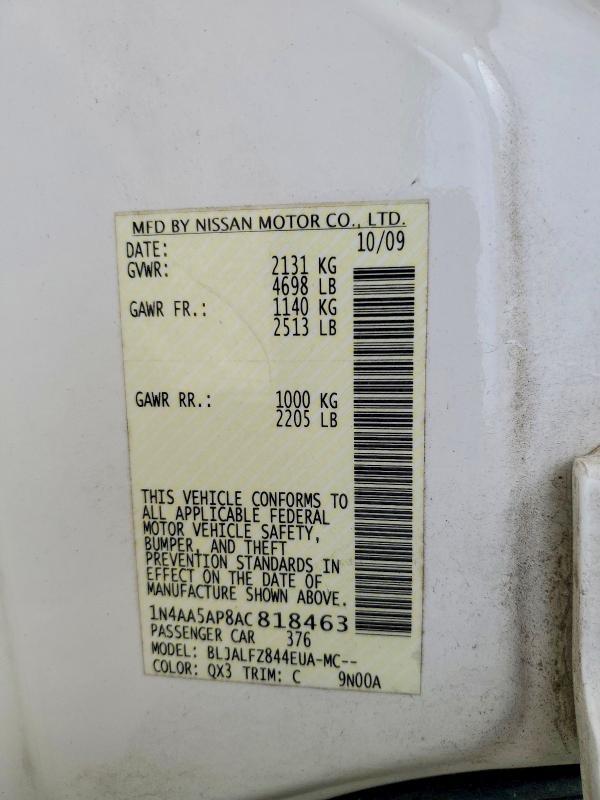 MFD BY NISSAN MOTOR CO., LTD.
DATE: 10/09
GVWR: 2131 KG
4698 LB
GAWR FR.: 1140 KG
2513 LB
GAWR RR.: 1000 KG
2205 LB
THIS VEHICLE CONFORMS TO
ALL APPLICABLE FEDERAL
MOTOR VEHICLE SAFETY,
BUMPER, AND THEFT
PREVENTION STANDARDS IN
EFFECT ON THE DATE OF
MANUFACTURE SHOWN ABOVE.
1N4AA5AP8AC818463
PASSENGER CAR 376
MODEL: BLJALFZ844EUA-MC--
COLOR: QX3 TRIM: C 9N00A